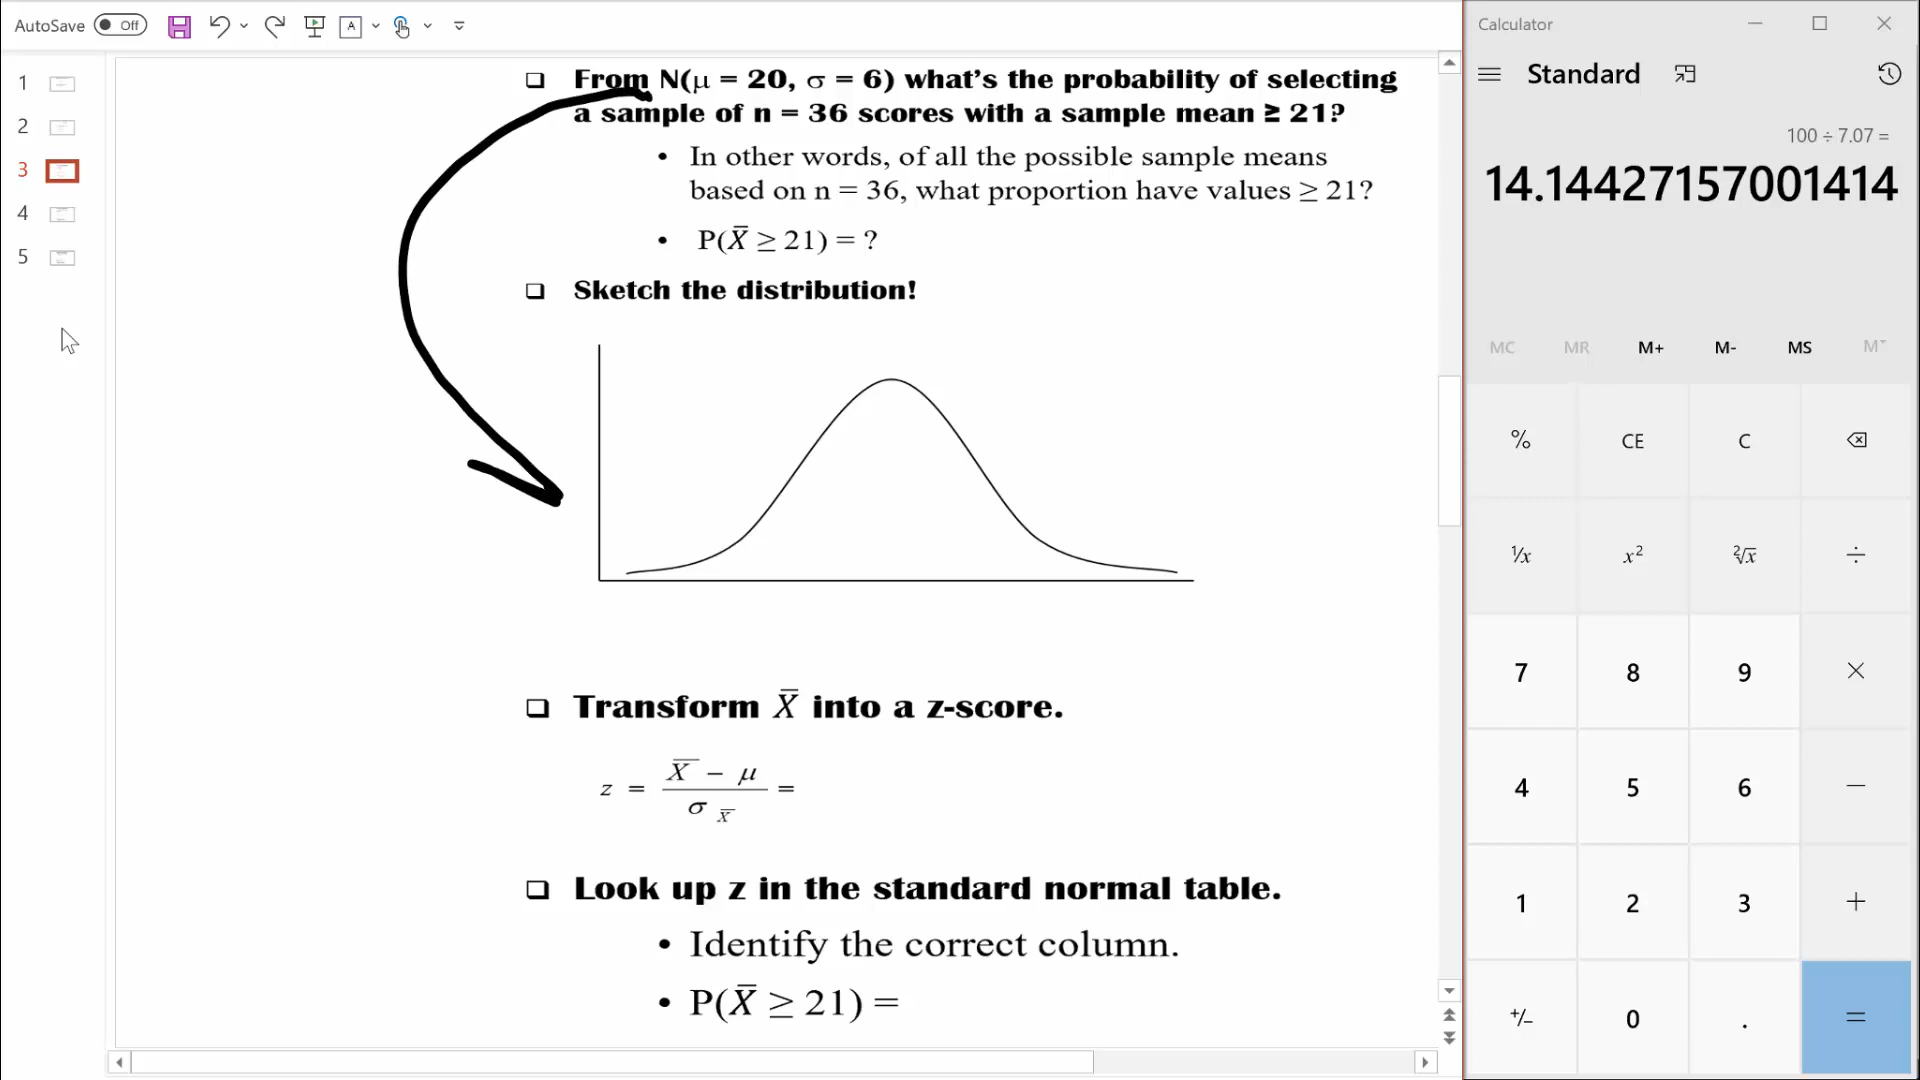 AutoSave Off A
1
2
3
4
5
❑ From N(μ = 20, σ = 6) what's the probability of selecting
a sample of n = 36 scores with a sample mean ≥ 21?
• In other words, of all the possible sample means
based on n = 36, what proportion have values ≥ 21?
• P(X̅ ≥ 21) = ?
❑ Sketch the distribution!
❑ Transform X̅ into a z-score.
z = (X̅ − μ) / σ_X̅ =
❑ Look up z in the standard normal table.
• Identify the correct column.
• P(X̅ ≥ 21) =
Calculator
Standard
100 ÷ 7.07 =
14.14427157001414
MC MR M+ M- MS M˅
% CE C
¹/x x² ²√x ÷
7 8 9 ×
4 5 6 −
1 2 3 +
+/− 0 . =